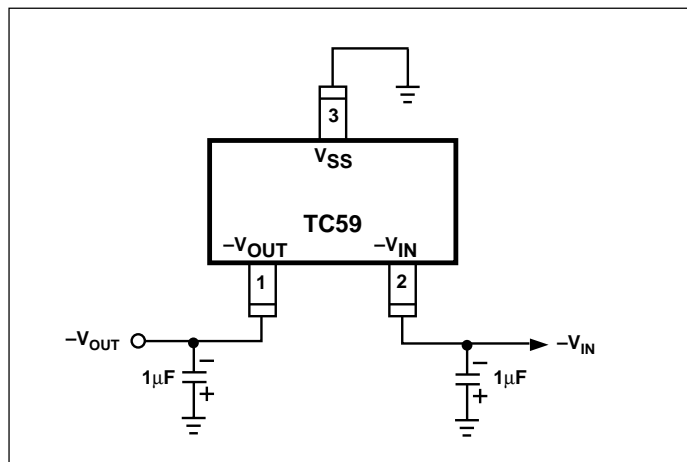 3
VSS
TC59
–VOUT –VIN
1 2
–VOUT –VIN
– –
1µF 1µF
+ +